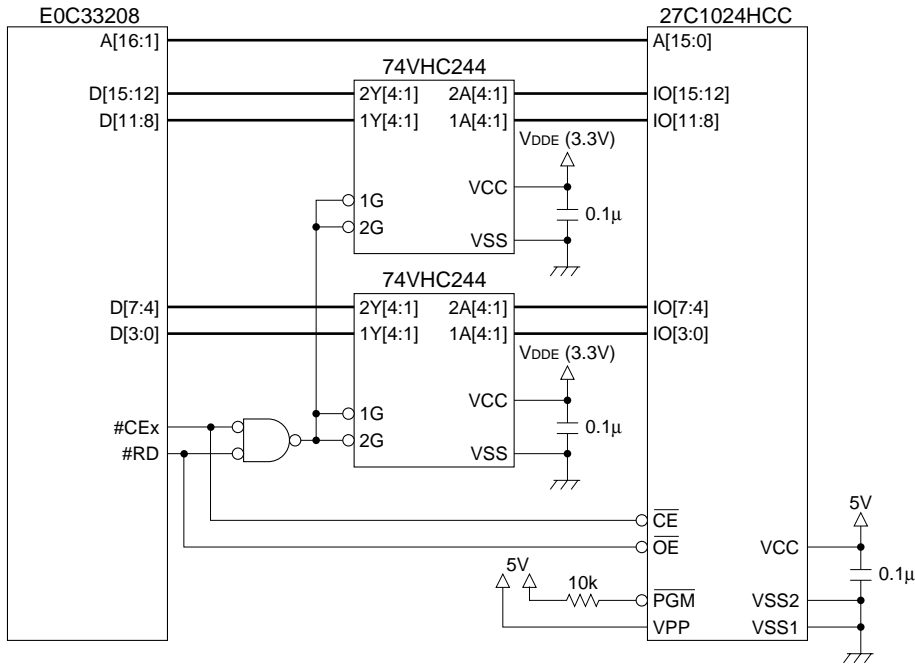 E0C33208 27C1024HCC
A[16:1] A[15:0]
74VHC244
D[15:12] 2Y[4:1] 2A[4:1] IO[15:12]
D[11:8] 1Y[4:1] 1A[4:1] IO[11:8]
VDDE (3.3V)
VCC
1G 0.1µ
2G VSS
74VHC244
D[7:4] 2Y[4:1] 2A[4:1] IO[7:4]
D[3:0] 1Y[4:1] 1A[4:1] IO[3:0]
VDDE (3.3V)
VCC
1G
#CEx 0.1µ
2G
#RD VSS
5V
CE
OE VCC
5V 10k 0.1µ
PGM VSS2
VPP VSS1